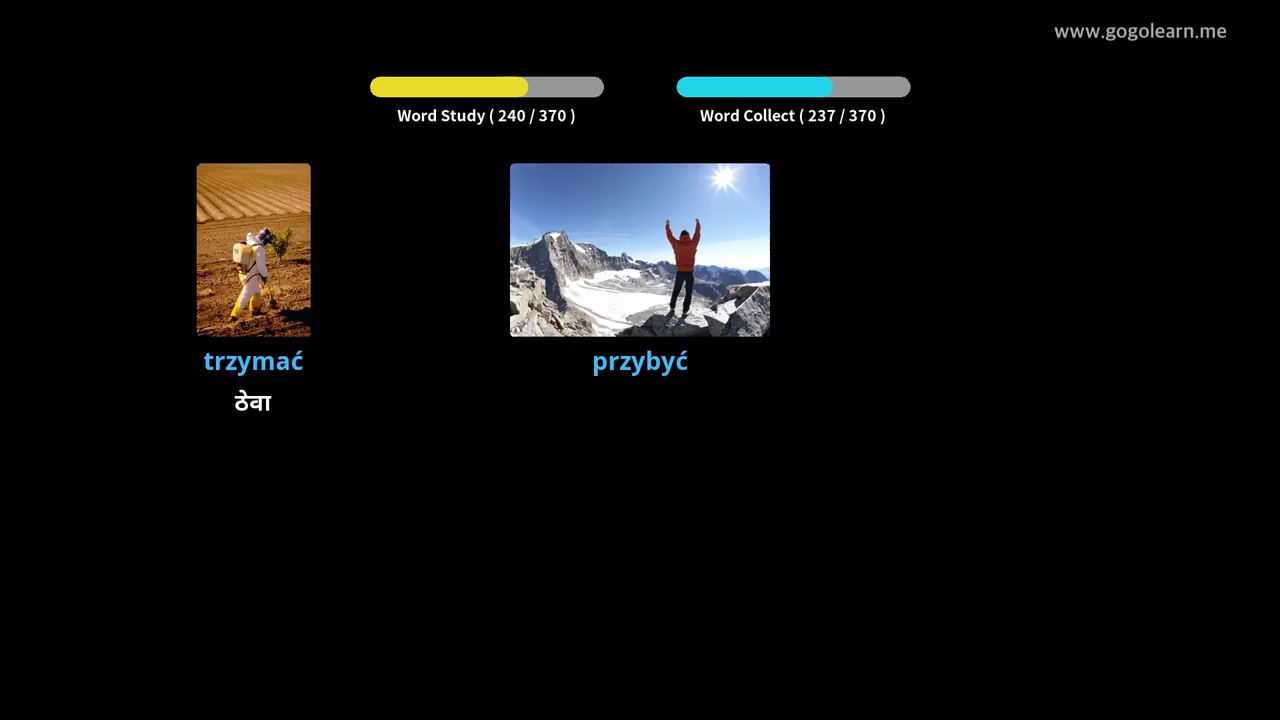 www.gogolearn.me
Word Study ( 240 / 370 )
Word Collect ( 237 / 370 )
trzymać
przybyć
ठेवा